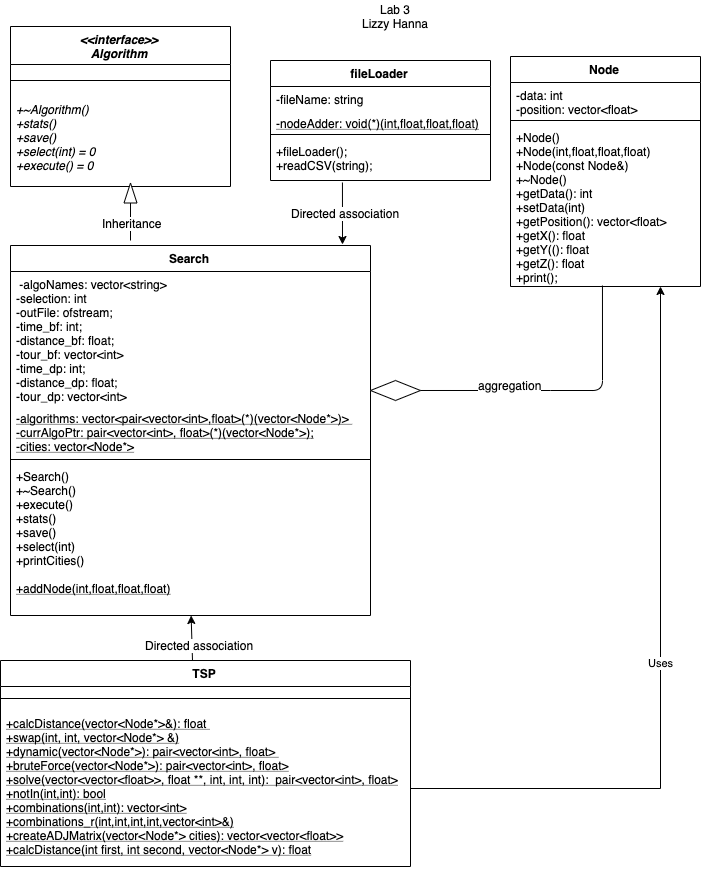 Lab 3
Lizzy Hanna
<<interface>>
Algorithm
+~Algorithm()
+stats()
+save()
+select(int) = 0
+execute() = 0
Inheritance
fileLoader
-fileName: string
-nodeAdder: void(*)(int,float,float,float)
+fileLoader();
+readCSV(string);
Directed association
Node
-data: int
-position: vector<float>
+Node()
+Node(int,float,float,float)
+Node(const Node&)
+~Node()
+getData(): int
+setData(int)
+getPosition(): vector<float>
+getX(): float
+getY((): float
+getZ(): float
+print();
Search
-algoNames: vector<string>
-selection: int
-outFile: ofstream;
-time_bf: int;
-distance_bf: float;
-tour_bf: vector<int>
-time_dp: int;
-distance_dp: float;
-tour_dp: vector<int>
-algorithms: vector<pair<vector<int>,float>(*)(vector<Node*>)>
-currAlgoPtr: pair<vector<int>, float>(*)(vector<Node*>);
-cities: vector<Node*>
+Search()
+~Search()
+execute()
+stats()
+save()
+select(int)
+printCities()
+addNode(int,float,float,float)
aggregation
Directed association
Uses
TSP
+calcDistance(vector<Node*>&): float
+swap(int, int, vector<Node*> &)
+dynamic(vector<Node*>): pair<vector<int>, float>
+bruteForce(vector<Node*>): pair<vector<int>, float>
+solve(vector<vector<float>>, float **, int, int, int):  pair<vector<int>, float>
+notIn(int,int): bool
+combinations(int,int): vector<int>
+combinations_r(int,int,int,int,vector<int>&)
+createADJMatrix(vector<Node*> cities): vector<vector<float>>
+calcDistance(int first, int second, vector<Node*> v): float